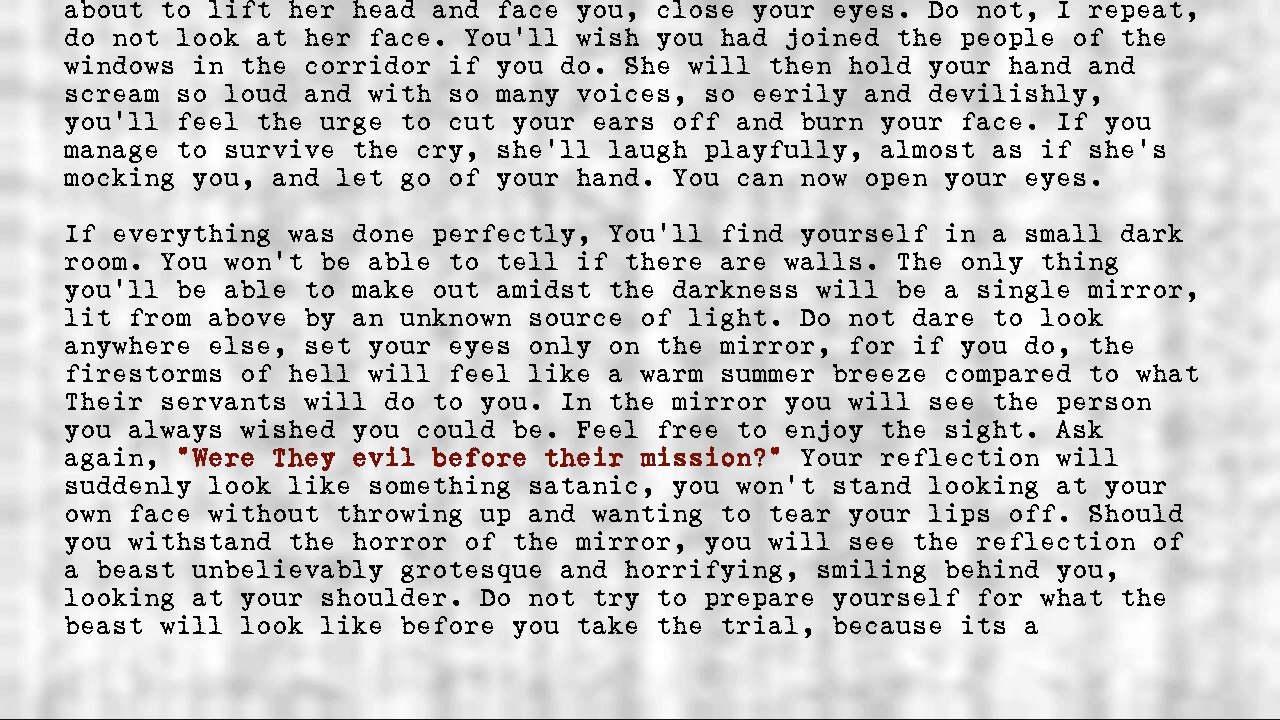 about to lift her head and face you, close your eyes. Do not, I repeat,
do not look at her face. You'll wish you had joined the people of the
windows in the corridor if you do. She will then hold your hand and
scream so loud and with so many voices, so eerily and devilishly,
you'll feel the urge to cut your ears off and burn your face. If you
manage to survive the cry, she'll laugh playfully, almost as if she's
mocking you, and let go of your hand. You can now open your eyes.

If everything was done perfectly, You'll find yourself in a small dark
room. You won't be able to tell if there are walls. The only thing
you'll be able to make out amidst the darkness will be a single mirror,
lit from above by an unknown source of light. Do not dare to look
anywhere else, set your eyes only on the mirror, for if you do, the
firestorms of hell will feel like a warm summer breeze compared to what
Their servants will do to you. In the mirror you will see the person
you always wished you could be. Feel free to enjoy the sight. Ask
again, "Were They evil before their mission?" Your reflection will
suddenly look like something satanic, you won't stand looking at your
own face without throwing up and wanting to tear your lips off. Should
you withstand the horror of the mirror, you will see the reflection of
a beast unbelievably grotesque and horrifying, smiling behind you,
looking at your shoulder. Do not try to prepare yourself for what the
beast will look like before you take the trial, because its a